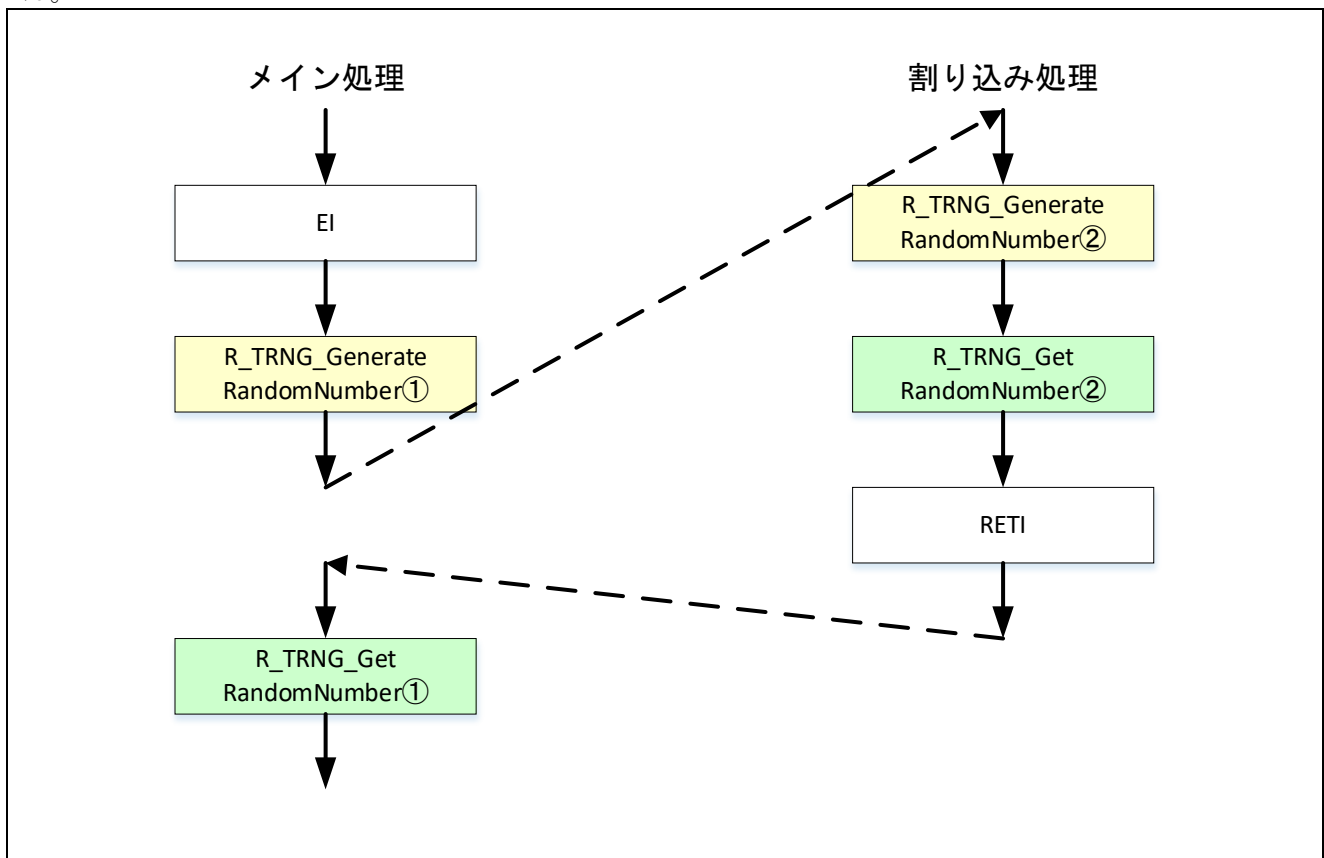 メイン処理
EI
R_TRNG_Generate
RandomNumber①
R_TRNG_Get
RandomNumber①
割り込み処理
R_TRNG_Generate
RandomNumber②
R_TRNG_Get
RandomNumber②
RETI